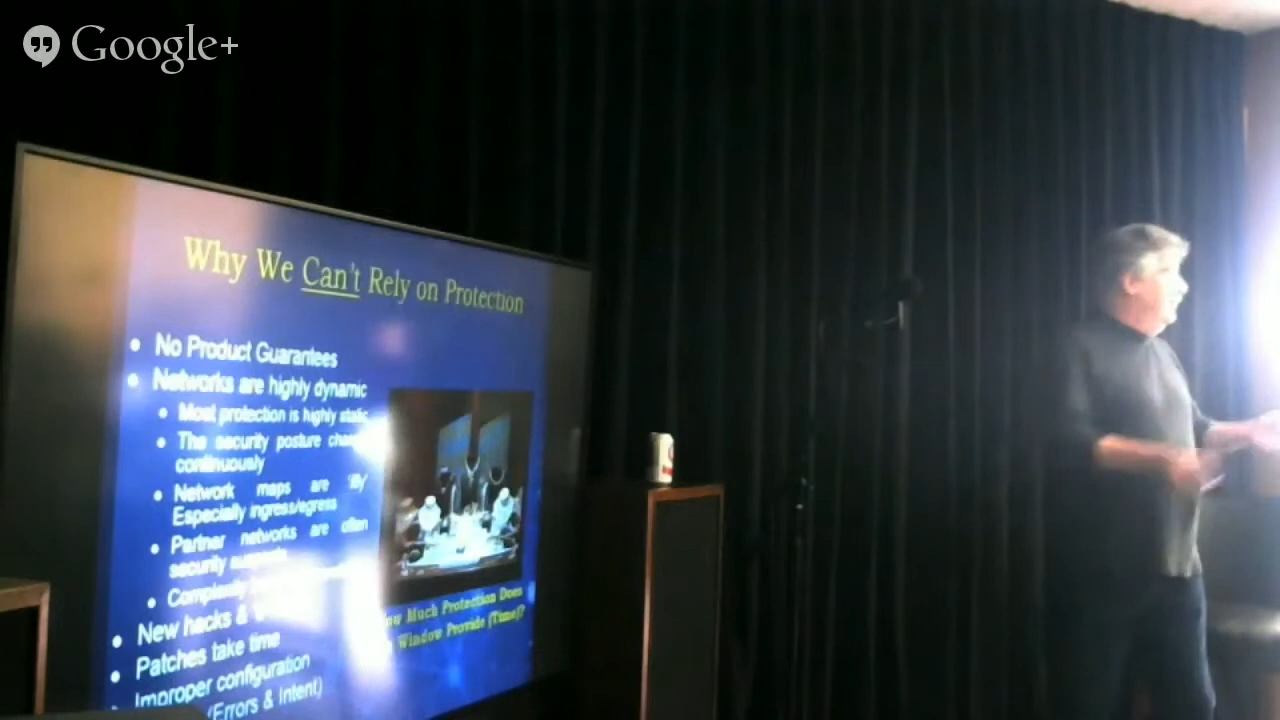 Google+
Why We Can't Rely on Protection
No Product Guarantees
Networks are highly dynamic
Most protection is highly static
The security posture
continuously
Network maps are
Especially ingress/egress
Partner networks are often
security
New hacks &
Patches take time
Improper configuration
(Errors & Intent)
Much Protection Does
Window Provide (Time)?